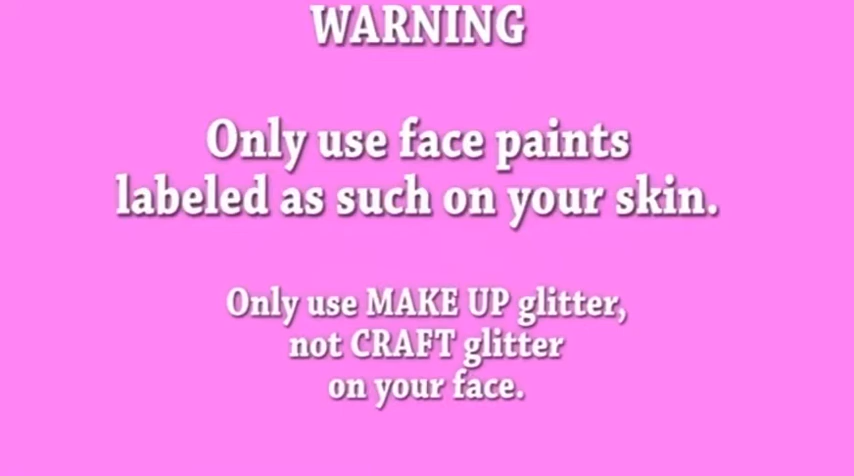 WARNING
Only use face paints
labeled as such on your skin.
Only use MAKE UP glitter,
not CRAFT glitter
on your face.